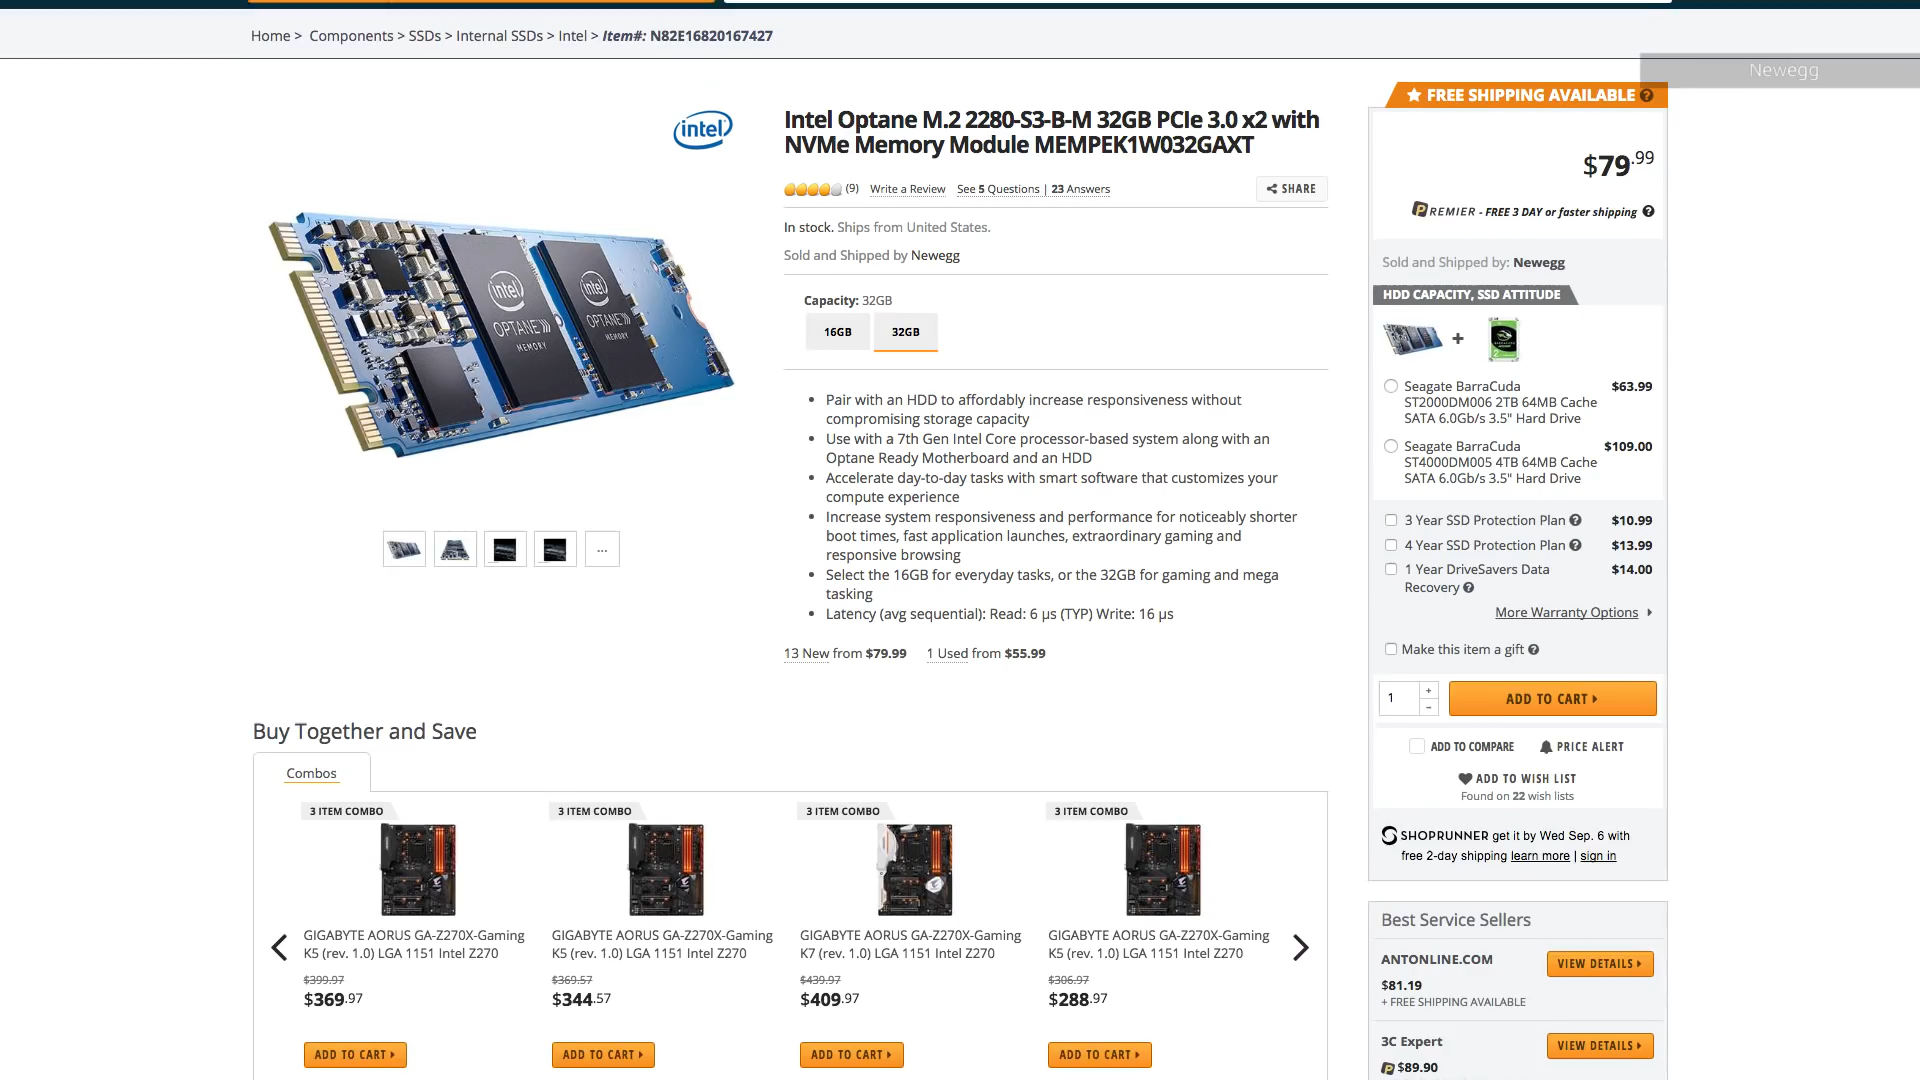 Home > Components > SSDs > Internal SSDs > Intel > Item#: N82E16820167427
Newegg
intel
intel
OPTANE
MEMORY
intel
OPTANE
MEMORY
...
Intel Optane M.2 2280-S3-B-M 32GB PCIe 3.0 x2 with
NVMe Memory Module MEMPEK1W032GAXT
(9) Write a Review See 5 Questions | 23 Answers
SHARE
In stock. Ships from United States.
Sold and Shipped by Newegg
Capacity: 32GB
16GB 32GB
• Pair with an HDD to affordably increase responsiveness without
compromising storage capacity
• Use with a 7th Gen Intel Core processor-based system along with an
Optane Ready Motherboard and an HDD
• Accelerate day-to-day tasks with smart software that customizes your
compute experience
• Increase system responsiveness and performance for noticeably shorter
boot times, fast application launches, extraordinary gaming and
responsive browsing
• Select the 16GB for everyday tasks, or the 32GB for gaming and mega
tasking
• Latency (avg sequential): Read: 6 µs (TYP) Write: 16 µs
13 New from $79.99 1 Used from $55.99
FREE SHIPPING AVAILABLE ?
$79.99
PREMIER - FREE 3 DAY or faster shipping ?
Sold and Shipped by: Newegg
HDD CAPACITY, SSD ATTITUDE
+
Seagate BarraCuda $63.99
ST2000DM006 2TB 64MB Cache
SATA 6.0Gb/s 3.5" Hard Drive
Seagate BarraCuda $109.00
ST4000DM005 4TB 64MB Cache
SATA 6.0Gb/s 3.5" Hard Drive
3 Year SSD Protection Plan ? $10.99
4 Year SSD Protection Plan ? $13.99
1 Year DriveSavers Data $14.00
Recovery ?
More Warranty Options
Make this item a gift ?
1 + -
ADD TO CART
ADD TO COMPARE PRICE ALERT
ADD TO WISH LIST
Found on 22 wish lists
SHOPRUNNER get it by Wed Sep. 6 with
free 2-day shipping learn more | sign in
Best Service Sellers
ANTONLINE.COM
VIEW DETAILS
$81.19
+ FREE SHIPPING AVAILABLE
3C Expert
VIEW DETAILS
$89.90
Buy Together and Save
Combos
3 ITEM COMBO
GIGABYTE AORUS GA-Z270X-Gaming
K5 (rev. 1.0) LGA 1151 Intel Z270
$399.97
$369.97
ADD TO CART
3 ITEM COMBO
GIGABYTE AORUS GA-Z270X-Gaming
K5 (rev. 1.0) LGA 1151 Intel Z270
$369.57
$344.57
ADD TO CART
3 ITEM COMBO
GIGABYTE AORUS GA-Z270X-Gaming
K7 (rev. 1.0) LGA 1151 Intel Z270
$439.97
$409.97
ADD TO CART
3 ITEM COMBO
GIGABYTE AORUS GA-Z270X-Gaming
K5 (rev. 1.0) LGA 1151 Intel Z270
$306.97
$288.97
ADD TO CART